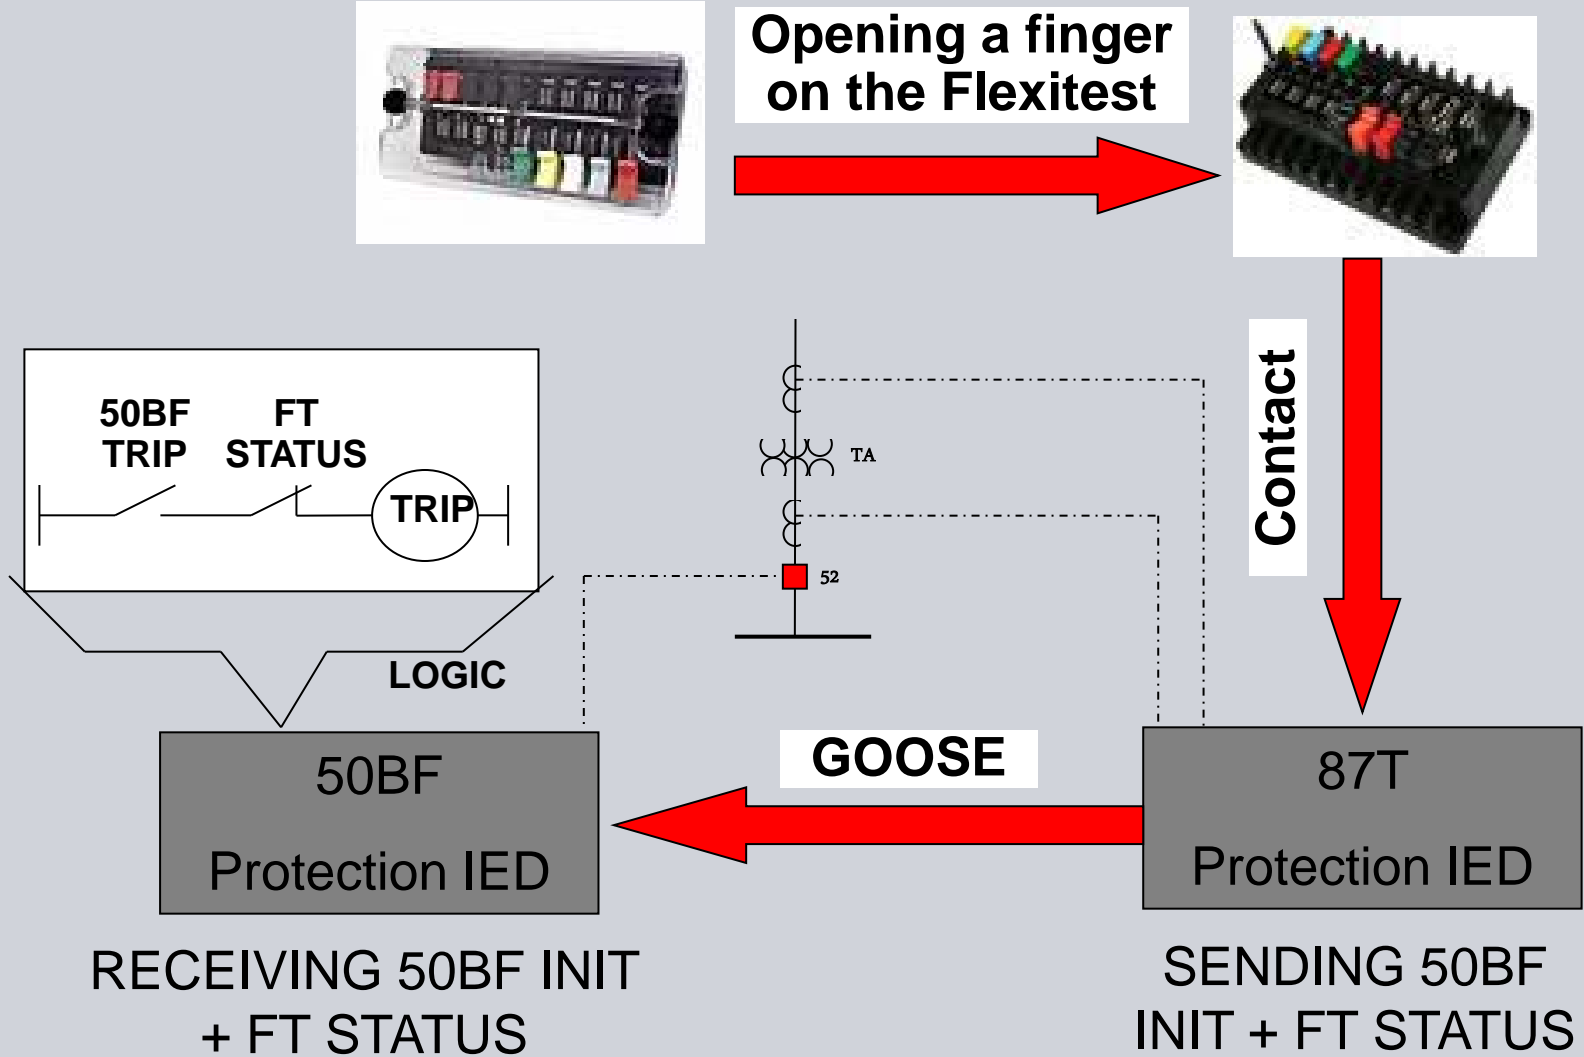 Opening a finger
on the Flexitest
Contact
50BF
TRIP
FT
STATUS
TRIP
TA
52
LOGIC
GOOSE
50BF
Protection IED
87T
Protection IED
RECEIVING 50BF INIT
+ FT STATUS
SENDING 50BF
INIT + FT STATUS